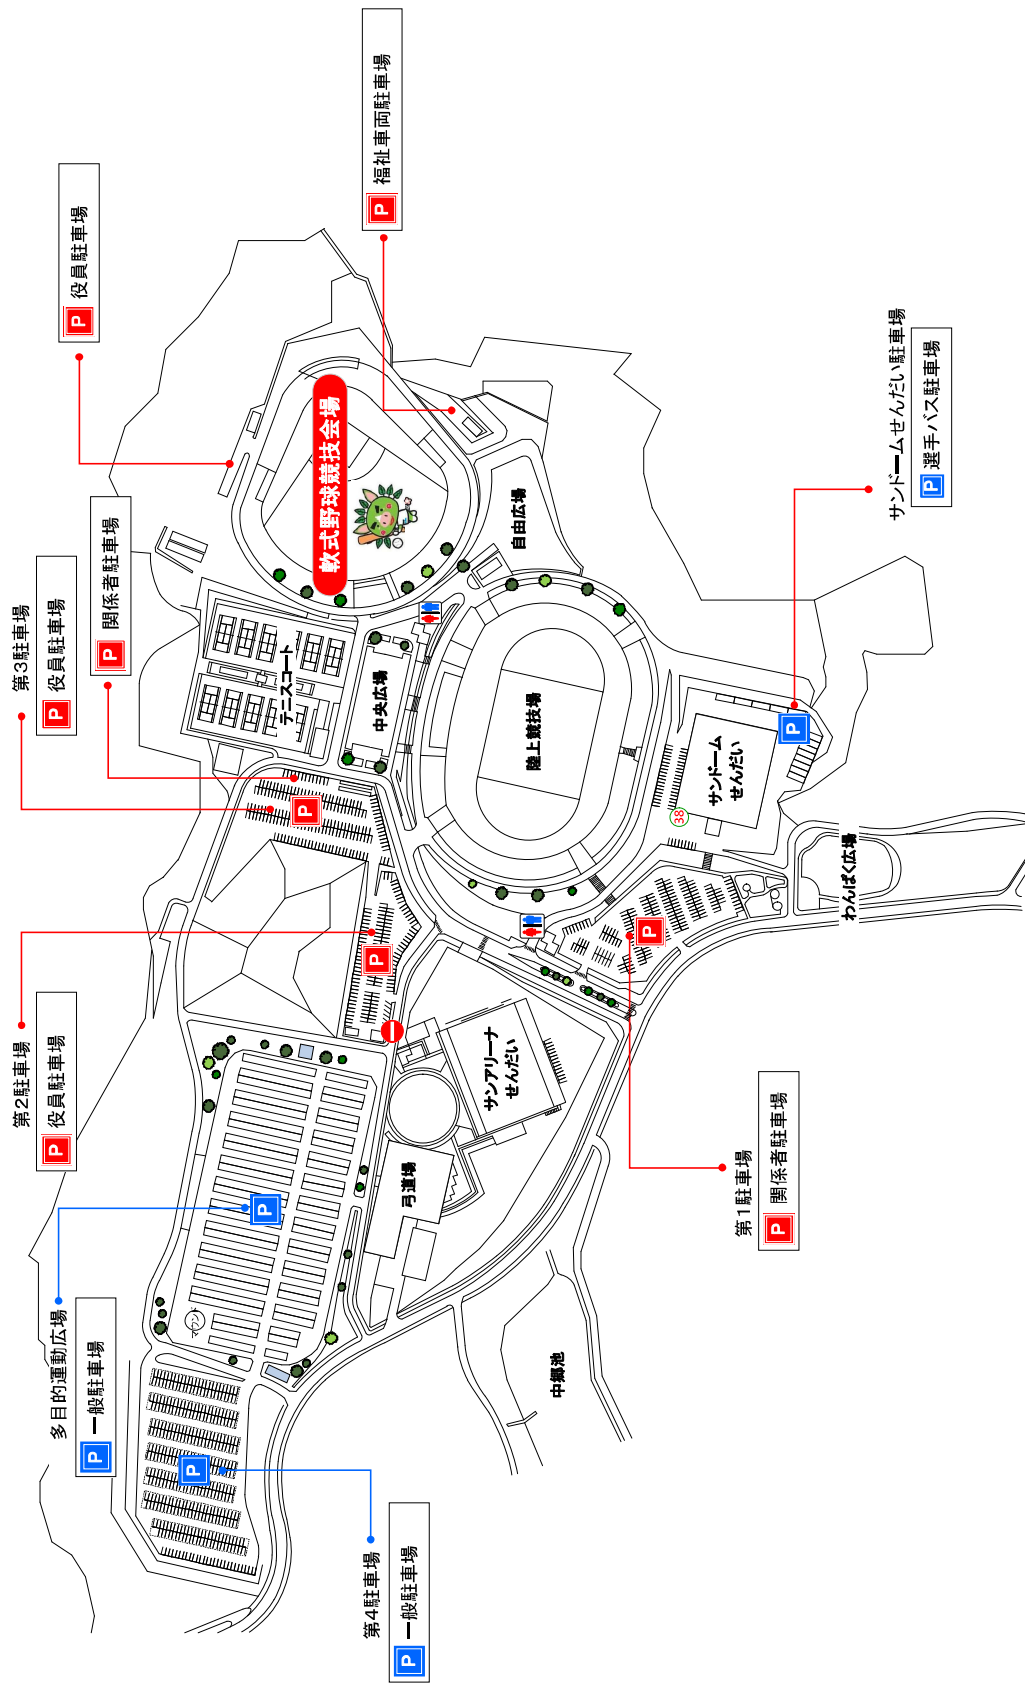 第4駐車場
P 一般駐車場
多目的運動広場
P 一般駐車場
第2駐車場
P 役員駐車場
第3駐車場
P 役員駐車場
P 関係者駐車場
P 役員駐車場
P 福祉車両駐車場
サンドームせんだい駐車場
P 選手バス駐車場
第1駐車場
P 関係者駐車場
軟式野球競技会場
テニスコート
中央広場
自由広場
陸上競技場
サンドーム
せんだい
38
わんぱく広場
サンアリーナ
せんだい
弓道場
中郷池
マウンド
P
P
P
P
P
P